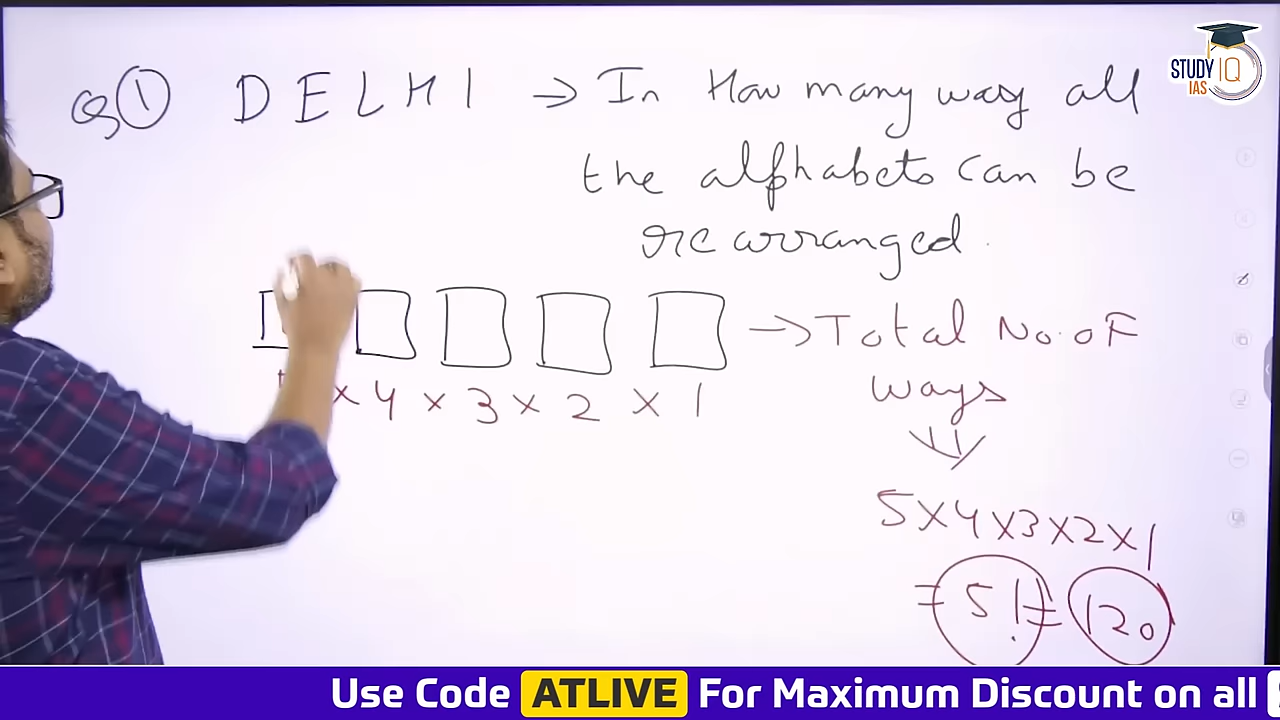 Q① DELHI → In How many way all
the alphabets can be
rearranged.
→ Total No. of
ways
× 4 × 3 × 2 × 1
5×4×3×2×1
= 5! = 120
STUDY IQ
IAS
Use Code ATLIVE For Maximum Discount on all